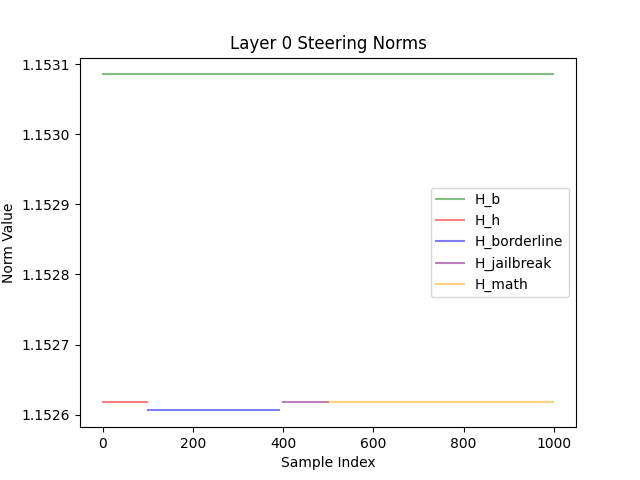 Layer 0 Steering Norms
Norm Value
1.1531
1.1530
1.1529
1.1528
1.1527
1.1526
H_b
H_h
H_borderline
H_jailbreak
H_math
0 200 400 600 800 1000
Sample Index